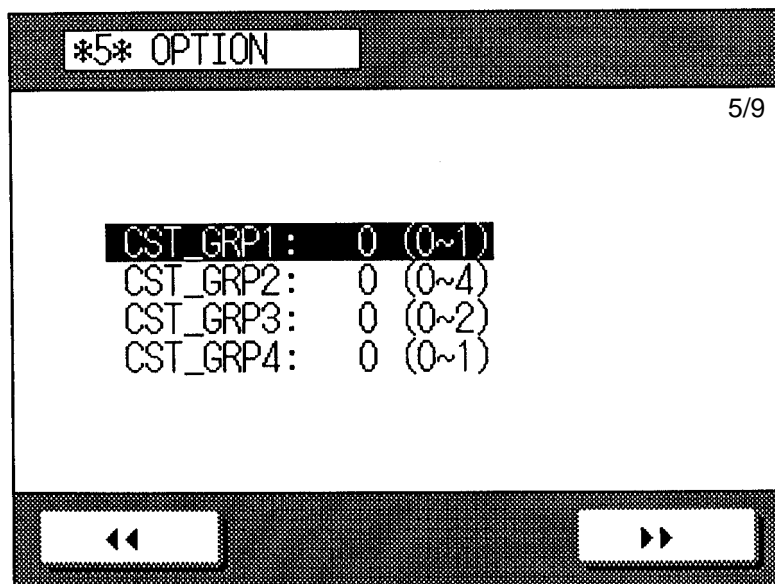 *5* OPTION
5/9
CST_GRP1: 0 (0~1)
CST_GRP2: 0 (0~4)
CST_GRP3: 0 (0~2)
CST_GRP4: 0 (0~1)